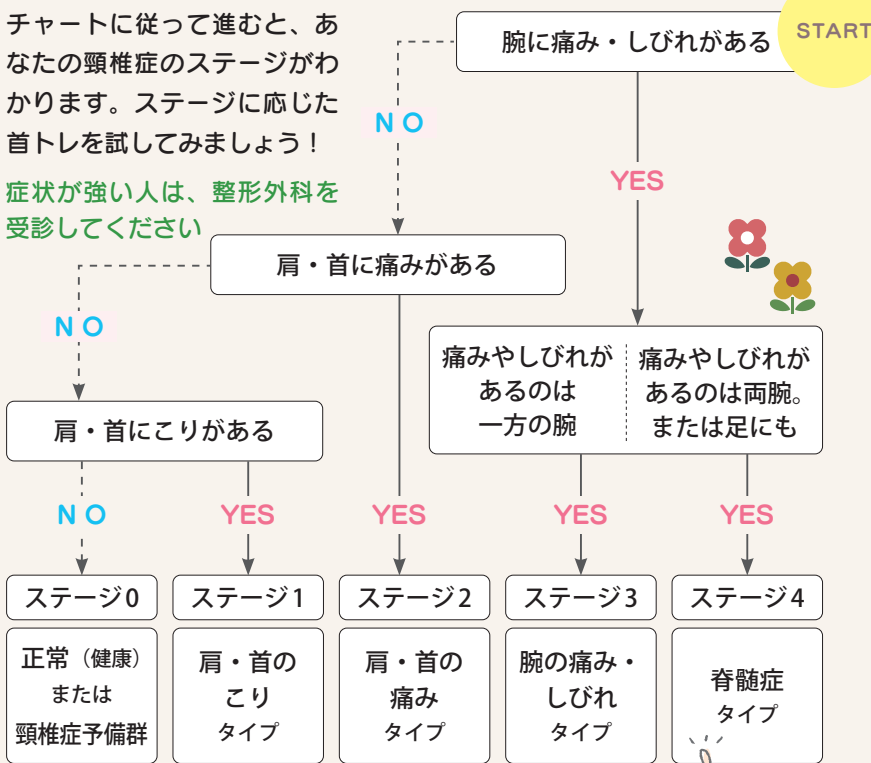 チャートに従って進むと、あ
なたの頸椎症のステージがわ
かります。ステージに応じた
首トレを試してみましょう！
症状が強い人は、整形外科を
受診してください
START
腕に痛み・しびれがある
NO
YES
肩・首に痛みがある
NO
痛みやしびれが
あるのは
一方の腕
痛みやしびれが
あるのは両腕。
または足にも
肩・首にこりがある
NO
YES
YES
YES
YES
ステージ0
ステージ1
ステージ2
ステージ3
ステージ4
正常（健康）
または
頸椎症予備群
肩・首の
こり
タイプ
肩・首の
痛み
タイプ
腕の痛み・
しびれ
タイプ
脊髄症
タイプ